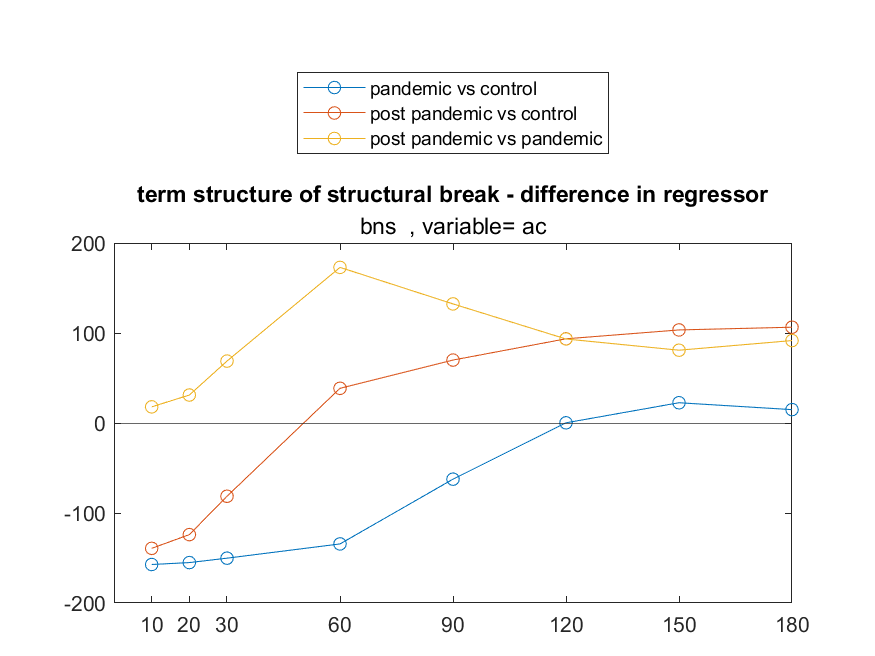 pandemic vs control
post pandemic vs control
post pandemic vs pandemic
term structure of structural break - difference in regressor
bns , variable= ac
200
100
0
-100
-200
10 20 30 60 90 120 150 180